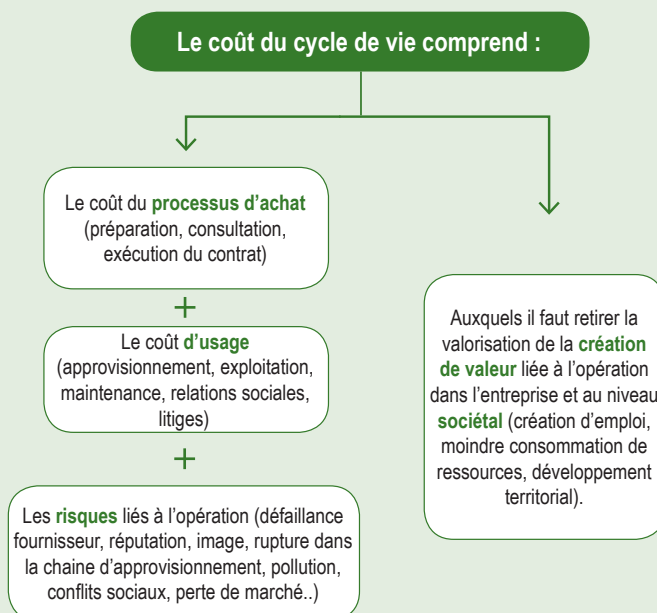 Le coût du cycle de vie comprend :
Le coût du processus d’achat
(préparation, consultation,
exécution du contrat)
+
Le coût d’usage
(approvisionnement, exploitation,
maintenance, relations sociales,
litiges)
+
Les risques liés à l’opération (défaillance
fournisseur, réputation, image, rupture dans
la chaine d’approvisionnement, pollution,
conflits sociaux, perte de marché..)
Auxquels il faut retirer la
valorisation de la création
de valeur liée à l’opération
dans l’entreprise et au niveau
sociétal (création d’emploi,
moindre consommation de
ressources, développement
territorial).